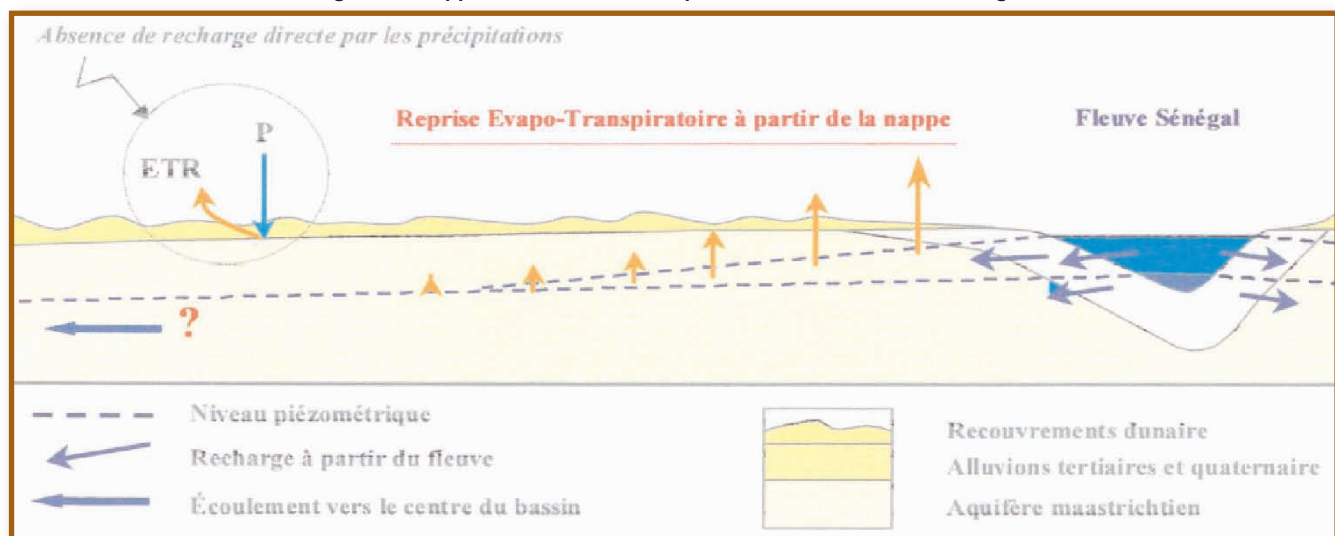 Absence de recharge directe par les précipitations
Reprise Evapo-Transpiratoire à partir de la nappe
Fleuve Sénégal
P
ETR
?
Niveau piézométrique
Recharge à partir du fleuve
Écoulement vers le centre du bassin
Recouvrements dunaire
Alluvions tertiaires et quaternaire
Aquifère maastrichtien